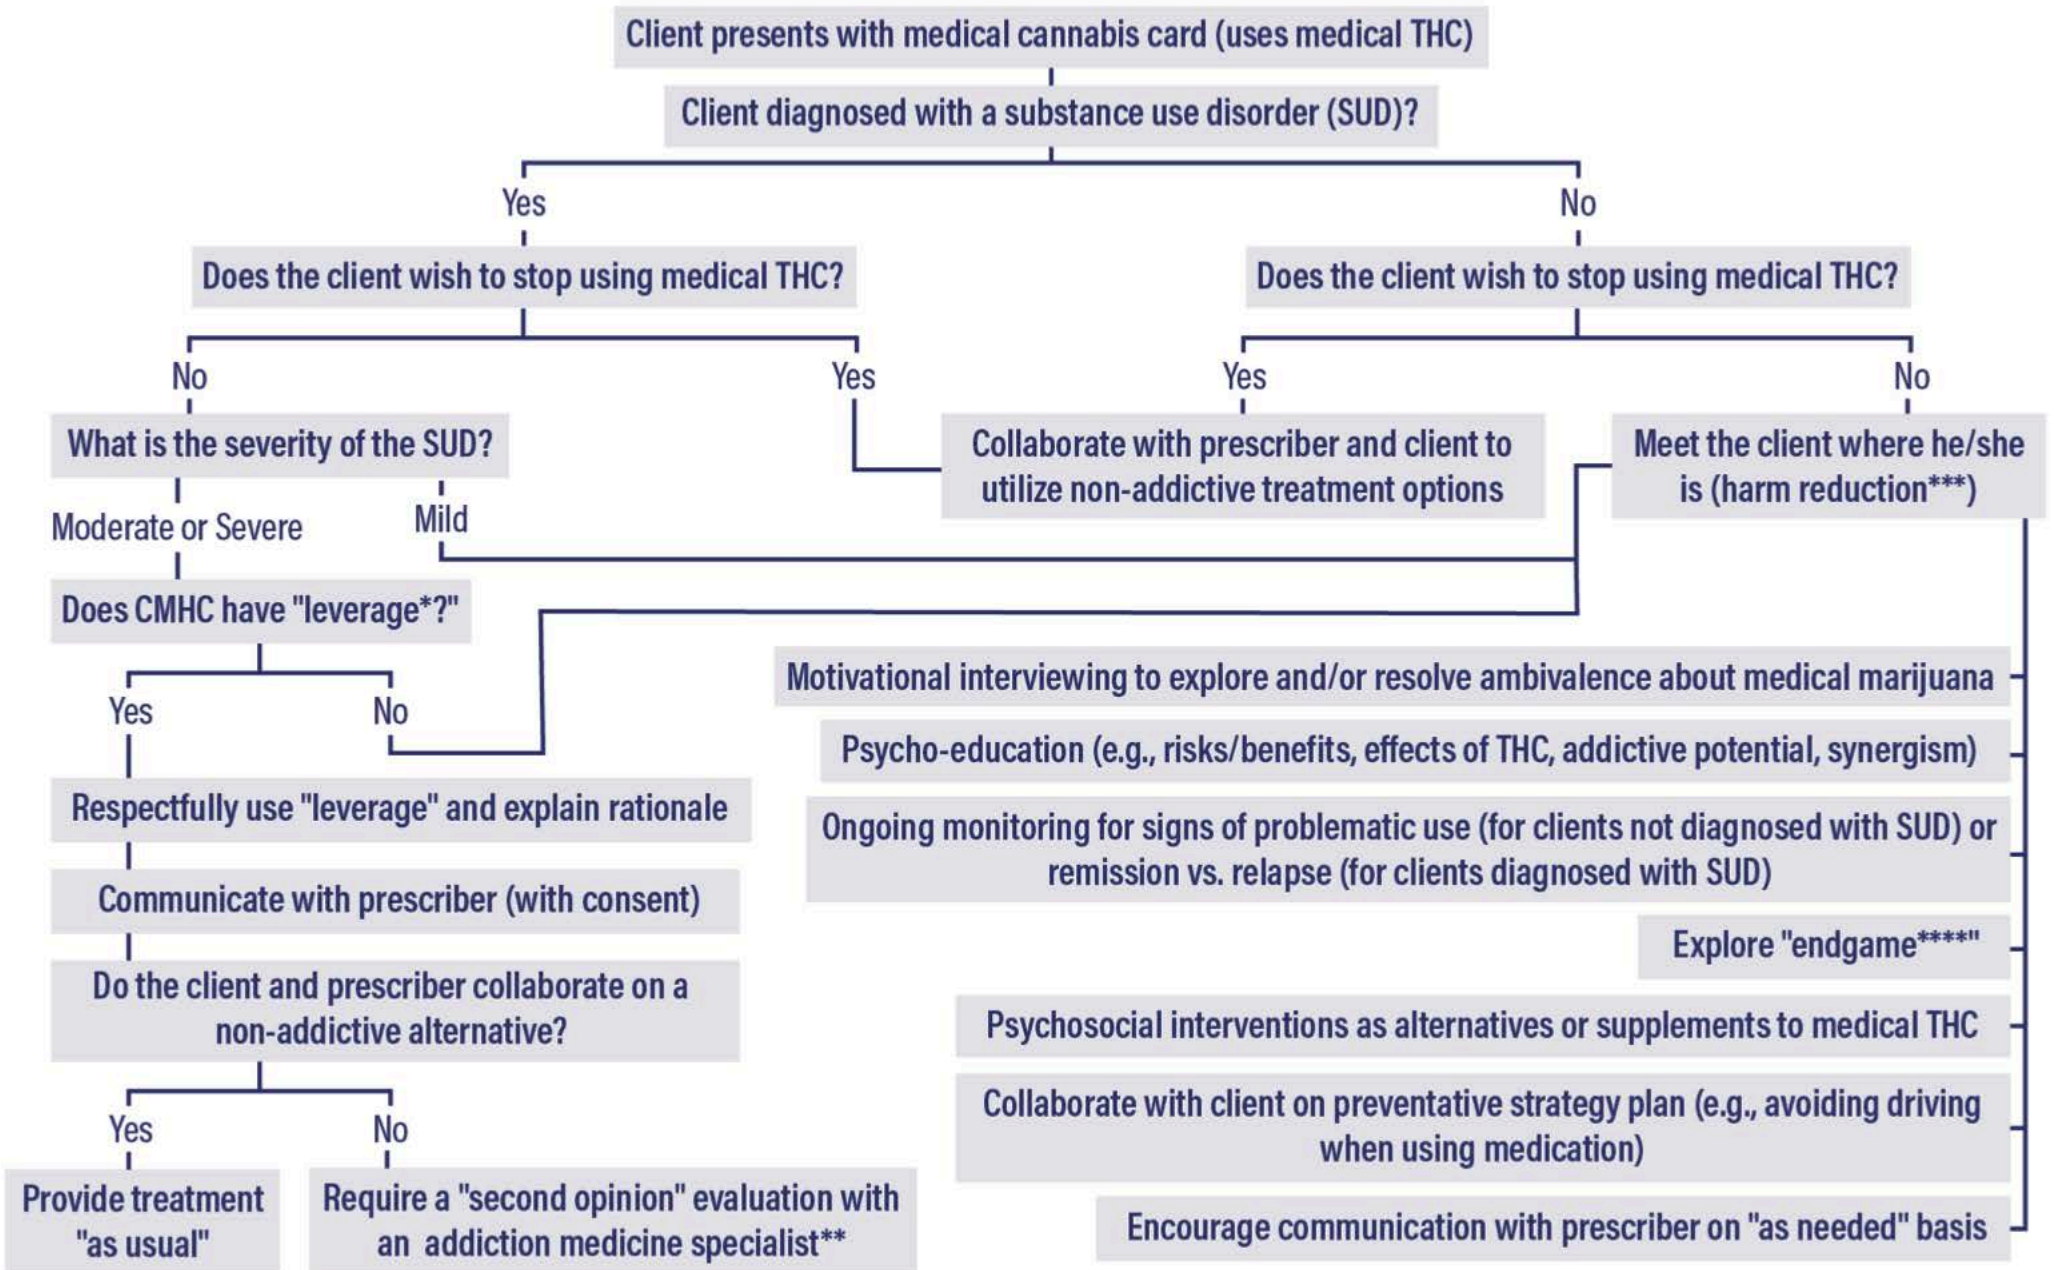 Client presents with medical cannabis card (uses medical THC)
Client diagnosed with a substance use disorder (SUD)?
Yes
No
Does the client wish to stop using medical THC?
Does the client wish to stop using medical THC?
No
Yes
Yes
No
What is the severity of the SUD?
Collaborate with prescriber and client to
utilize non-addictive treatment options
Meet the client where he/she
is (harm reduction***)
Moderate or Severe
Mild
Does CMHC have "leverage*?"
Yes
No
Motivational interviewing to explore and/or resolve ambivalence about medical marijuana
Psycho-education (e.g., risks/benefits, effects of THC, addictive potential, synergism)
Respectfully use "leverage" and explain rationale
Ongoing monitoring for signs of problematic use (for clients not diagnosed with SUD) or
remission vs. relapse (for clients diagnosed with SUD)
Communicate with prescriber (with consent)
Explore "endgame****"
Do the client and prescriber collaborate on a
non-addictive alternative?
Psychosocial interventions as alternatives or supplements to medical THC
Collaborate with client on preventative strategy plan (e.g., avoiding driving
when using medication)
Yes
No
Provide treatment
"as usual"
Require a "second opinion" evaluation with
an addiction medicine specialist**
Encourage communication with prescriber on "as needed" basis